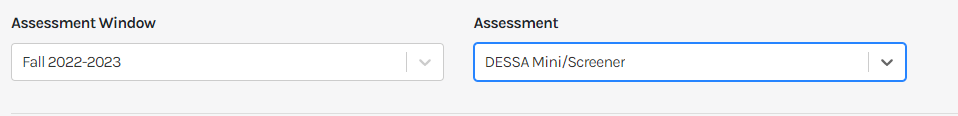 Assessment Window
Assessment
Fall 2022-2023
DESSA Mini/Screener